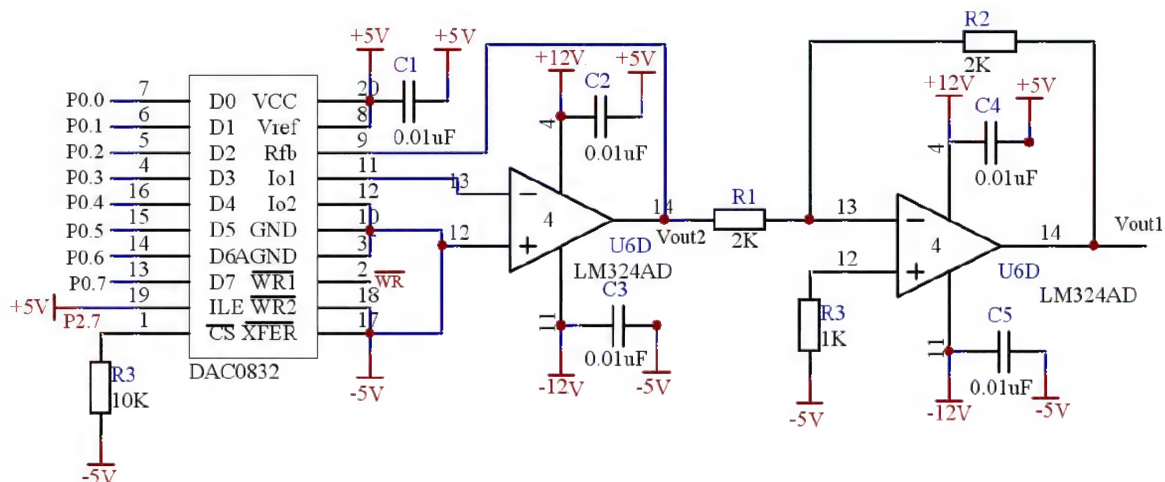 +5V
+5V
C1
0.01uF
P0.0 7 D0 VCC 20
P0.1 6 D1 Vref 8
P0.2 5 D2 Rfb 9
P0.3 4 D3 Io1 11
P0.4 16 D4 Io2 12
P0.5 15 D5 GND 10
P0.6 14 D6AGND 3
P0.7 13 D7 WR1 2 WR
+5V 19 ILE WR2 18
P2.7 1 CS XFER 17
DAC0832
R3
10K
-5V
-5V
+12V
+5V
C2
4
0.01uF
13
12
4
14
Vout2
U6D
LM324AD
C3
11
0.01uF
-12V
-5V
R1
2K
R2
2K
+12V
+5V
C4
4
0.01uF
13
12
4
14
Vout1
U6D
LM324AD
R3
1K
-5V
C5
11
0.01uF
-12V
-5V